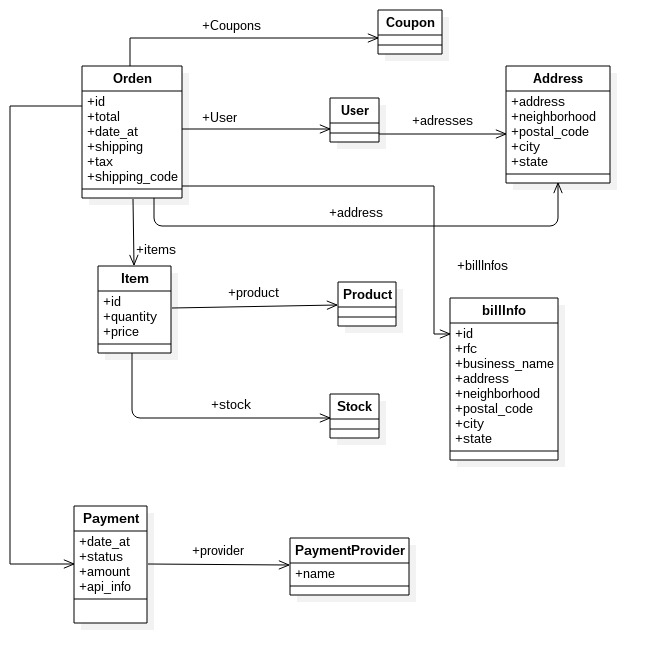 +Coupons
Coupon
Orden
+id
+total
+date_at
+shipping
+tax
+shipping_code
+User
User
+adresses
Address
+address
+neighborhood
+postal_code
+city
+state
+address
+items
+billInfos
Item
+id
+quantity
+price
+product
Product
billInfo
+id
+rfc
+business_name
+address
+neighborhood
+postal_code
+city
+state
+stock
Stock
Payment
+date_at
+status
+amount
+api_info
+provider
PaymentProvider
+name